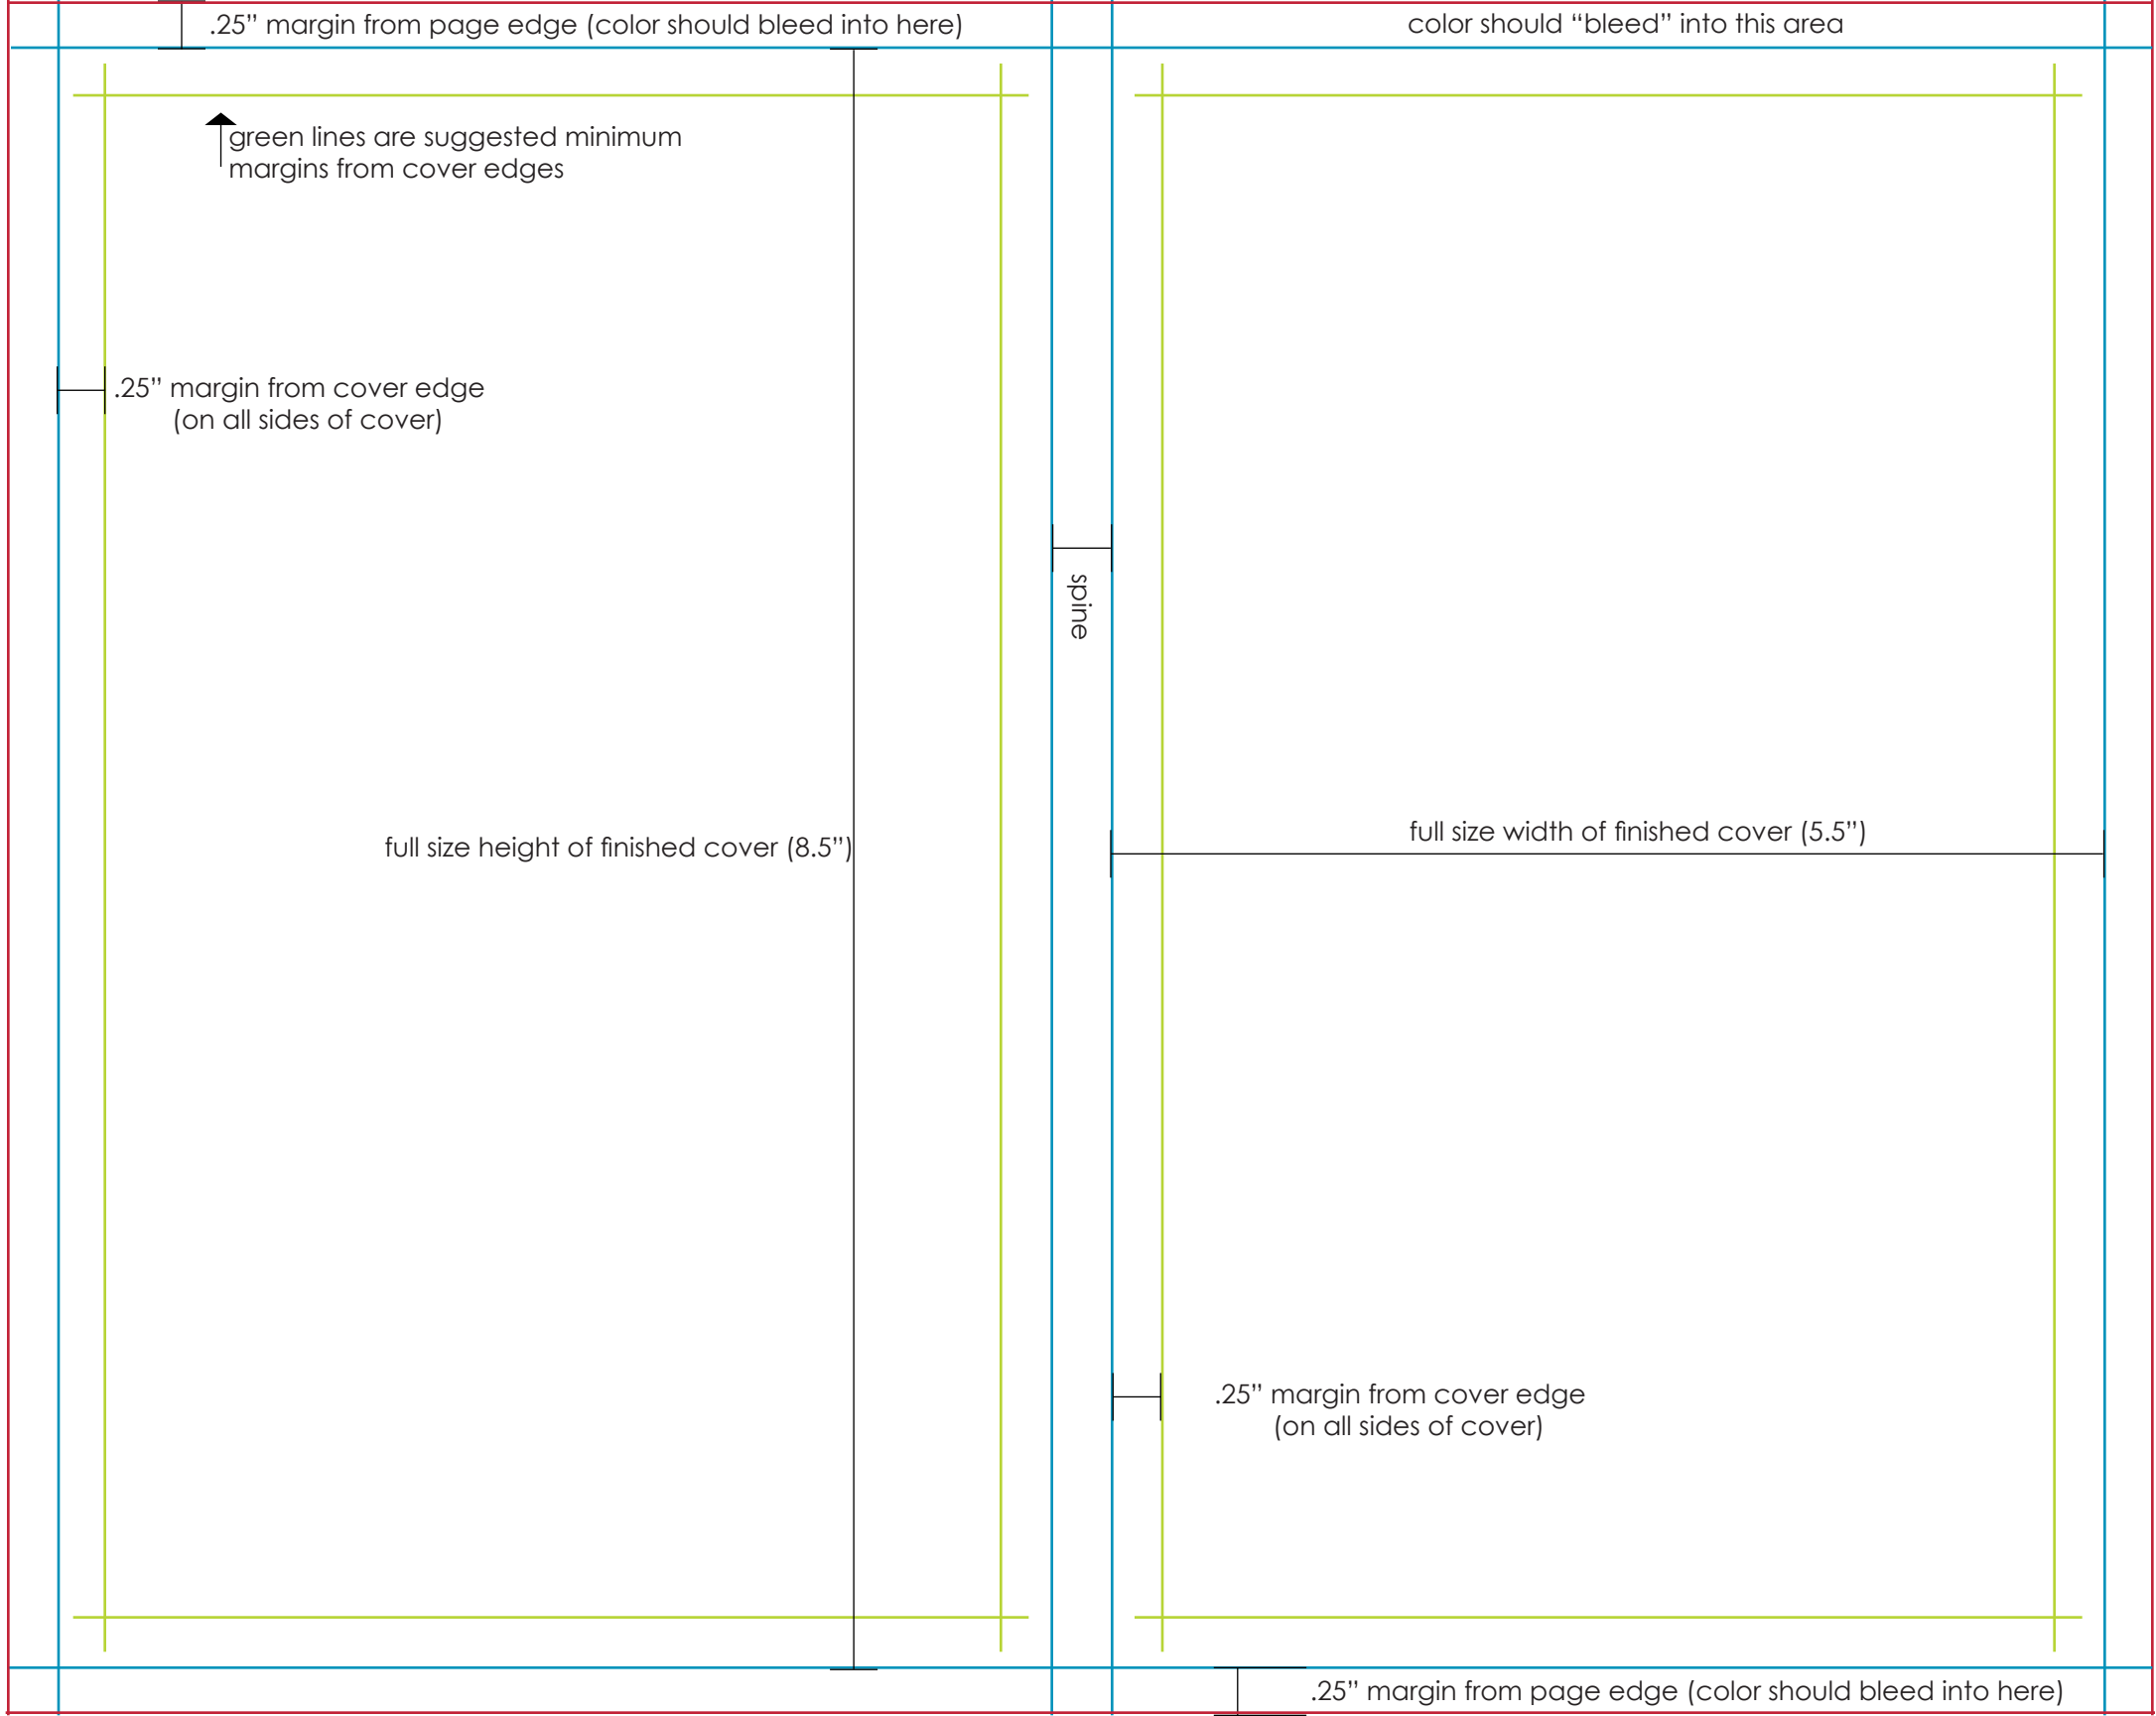 .25” margin from page edge (color should bleed into here)
color should “bleed” into this area
green lines are suggested minimum
margins from cover edges
.25” margin from cover edge
(on all sides of cover)
spine
full size height of finished cover (8.5”)
full size width of finished cover (5.5”)
.25” margin from cover edge
(on all sides of cover)
.25” margin from page edge (color should bleed into here)